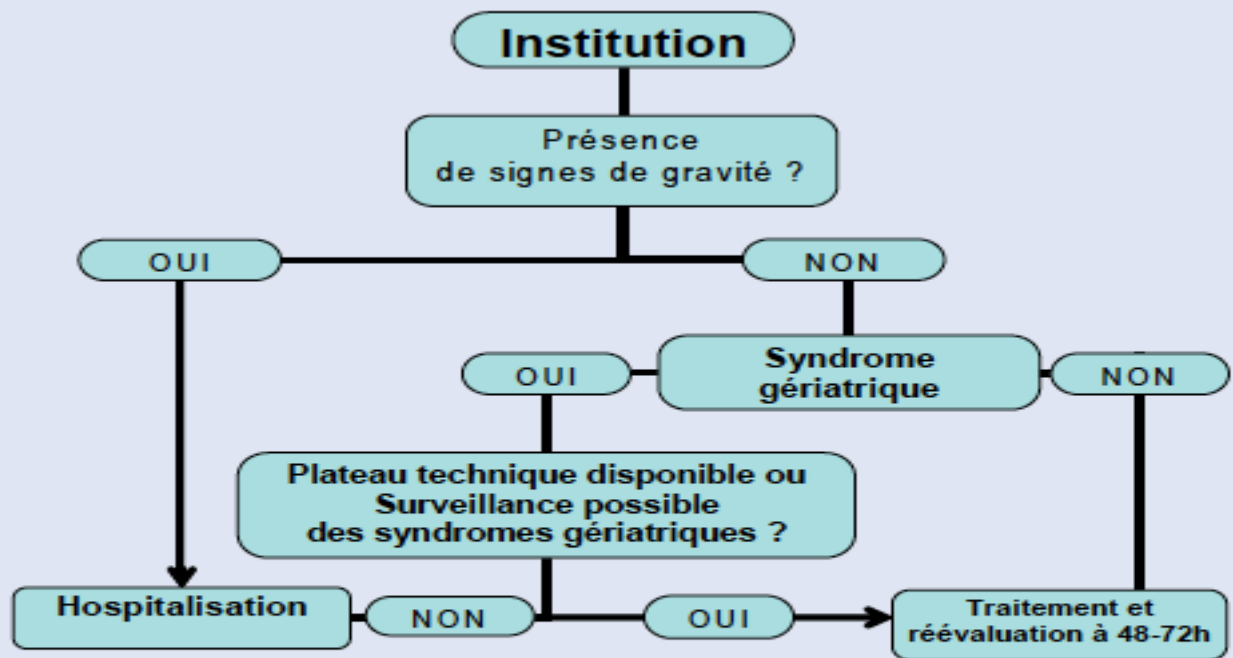 Institution
Présence
de signes de gravité ?
OUI
NON
Syndrome
gériatrique
OUI
NON
Plateau technique disponible ou
Surveillance possible
des syndromes gériatriques ?
Hospitalisation
NON
OUI
Traitement et
réévaluation à 48-72h